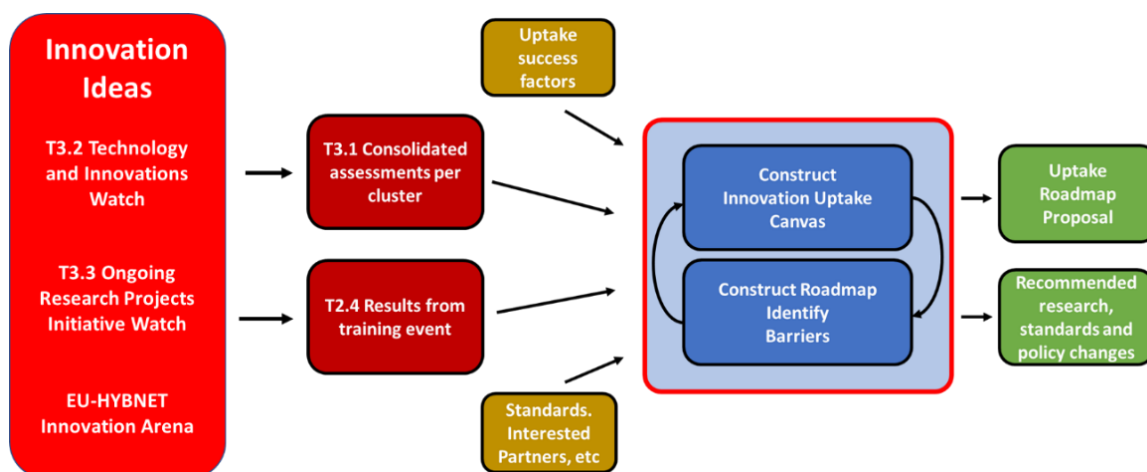 Innovation
Ideas
T3.2 Technology
and Innovations
Watch
T3.3 Ongoing
Research Projects
Initiative Watch
EU-HYBNET
Innovation Arena
T3.1 Consolidated
assessments per
cluster
T2.4 Results from
training event
Uptake
success
factors
Standards.
Interested
Partners, etc
Construct
Innovation Uptake
Canvas
Construct Roadmap
Identify
Barriers
Uptake
Roadmap
Proposal
Recommended
research,
standards and
policy changes